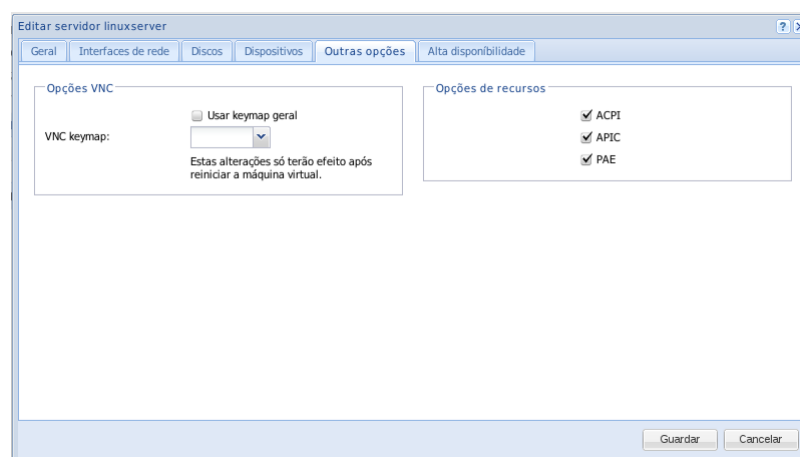 Editar servidor linuxserver
Geral
Interfaces de rede
Discos
Dispositivos
Outras opções
Alta disponíbilidade
Opções VNC
Usar keymap geral
VNC keymap:
Estas alterações só terão efeito após
reiniciar a máquina virtual.
Opções de recursos
ACPI
APIC
PAE
Guardar
Cancelar